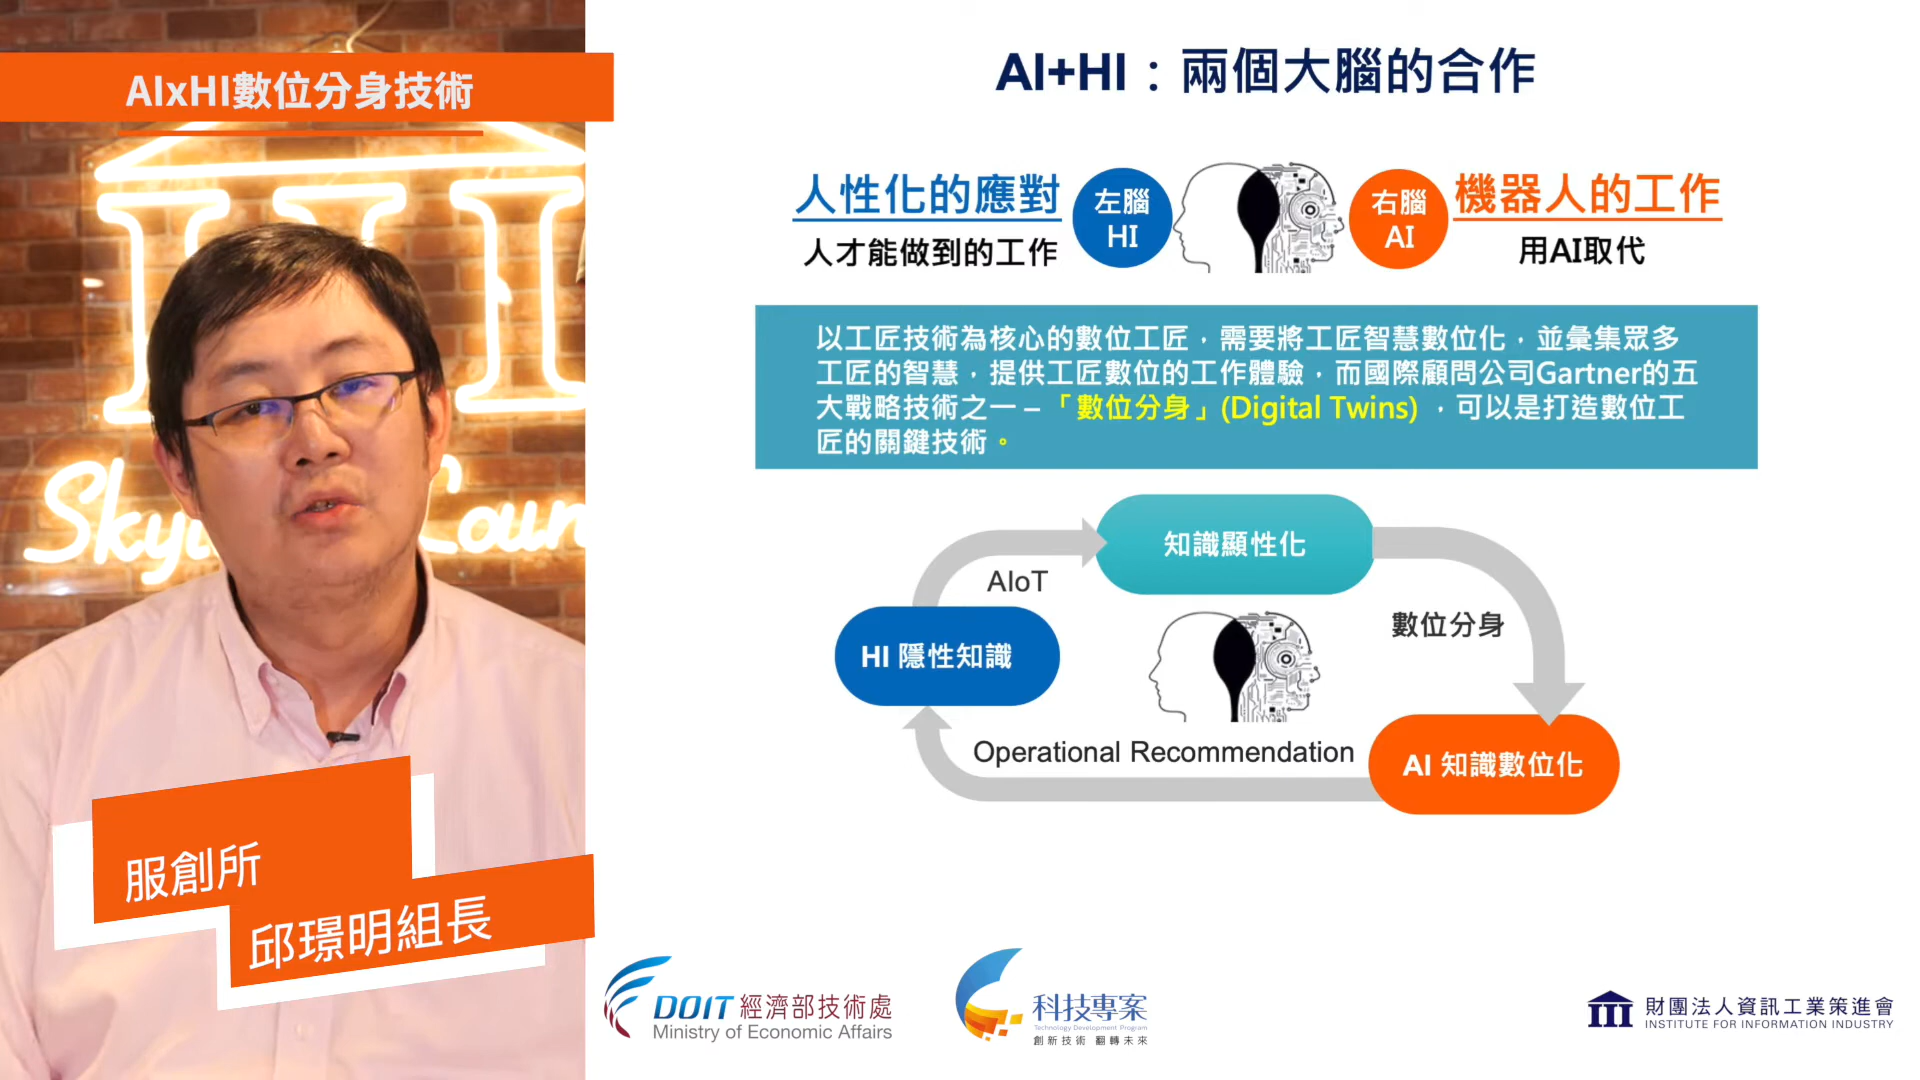 AIxHI數位分身技術
服創所
邱璟明組長
AI+HI：兩個大腦的合作
人性化的應對
人才能做到的工作
左腦
HI
右腦
AI
機器人的工作
用AI取代
以工匠技術為核心的數位工匠，需要將工匠智慧數位化，並彙集眾多
工匠的智慧，提供工匠數位的工作體驗，而國際顧問公司Gartner的五
大戰略技術之一 –「數位分身」(Digital Twins)，可以是打造數位工
匠的關鍵技術。
知識顯性化
AIoT
數位分身
HI 隱性知識
Operational Recommendation
AI 知識數位化
DOIT 經濟部技術處
Ministry of Economic Affairs
科技專案
Technology Development Program
創新技術 翻轉未來
財團法人資訊工業策進會
INSTITUTE FOR INFORMATION INDUSTRY